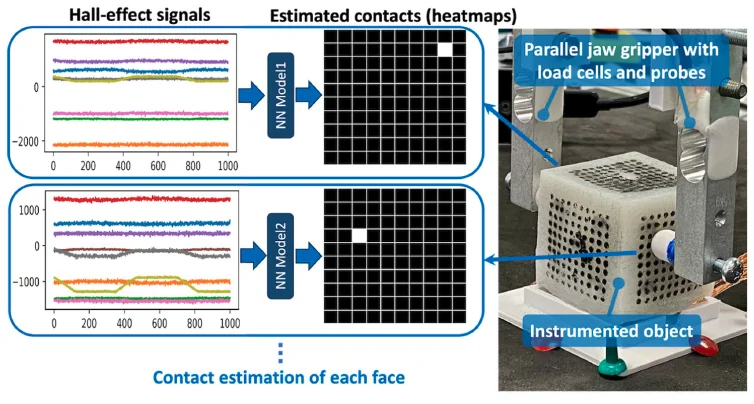 Hall-effect signals
Estimated contacts (heatmaps)
0
−2000
0 200 400 600 800 1000
NN Model1
1000
0
−1000
0 200 400 600 800 1000
NN Model2
Contact estimation of each face
Parallel jaw gripper with
load cells and probes
Instrumented object